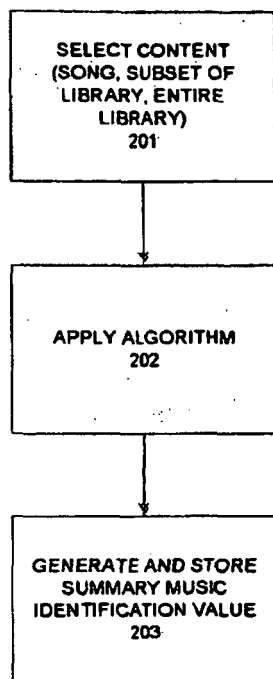 SELECT CONTENT
(SONG, SUBSET OF
LIBRARY, ENTIRE
LIBRARY)
201
APPLY ALGORITHM
202
GENERATE AND STORE
SUMMARY MUSIC
IDENTIFICATION VALUE
203